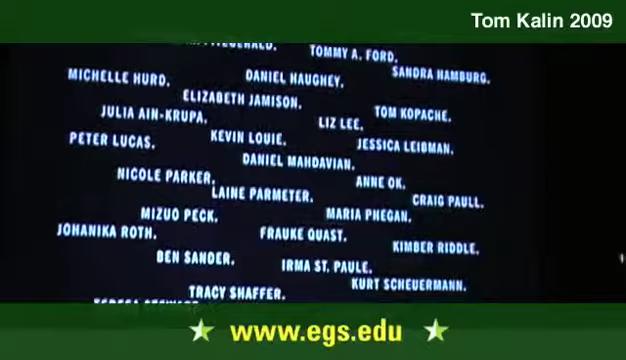 Tom Kalin 2009
TOMMY A. FORD.
MICHELLE HURD. DANIEL HAUGHEY. SANDRA HAMBURG.
ELIZABETH JAMISON.
JULIA AIN-KRUPA. LIZ LEE. TOM KOPACHE.
PETER LUCAS. KEVIN LOUIE. JESSICA LEIBMAN.
DANIEL MAHDAVIAN.
NICOLE PARKER. ANNE OK.
LAINE PARMETER. CRAIG PAULL.
MIZUO PECK. MARIA PHEGAN.
JOHANIKA ROTH. FRAUKE QUAST. KIMBER RIDDLE.
BEN SANDER. IRMA ST. PAULE.
TRACY SHAFFER. KURT SCHEUERMANN.
www.egs.edu